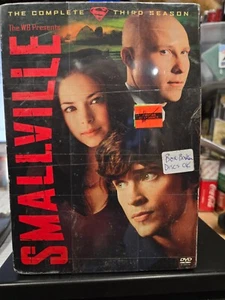 THE COMPLETE THIRD SEASON
The WB Presents
SMALLVILLE
DVD